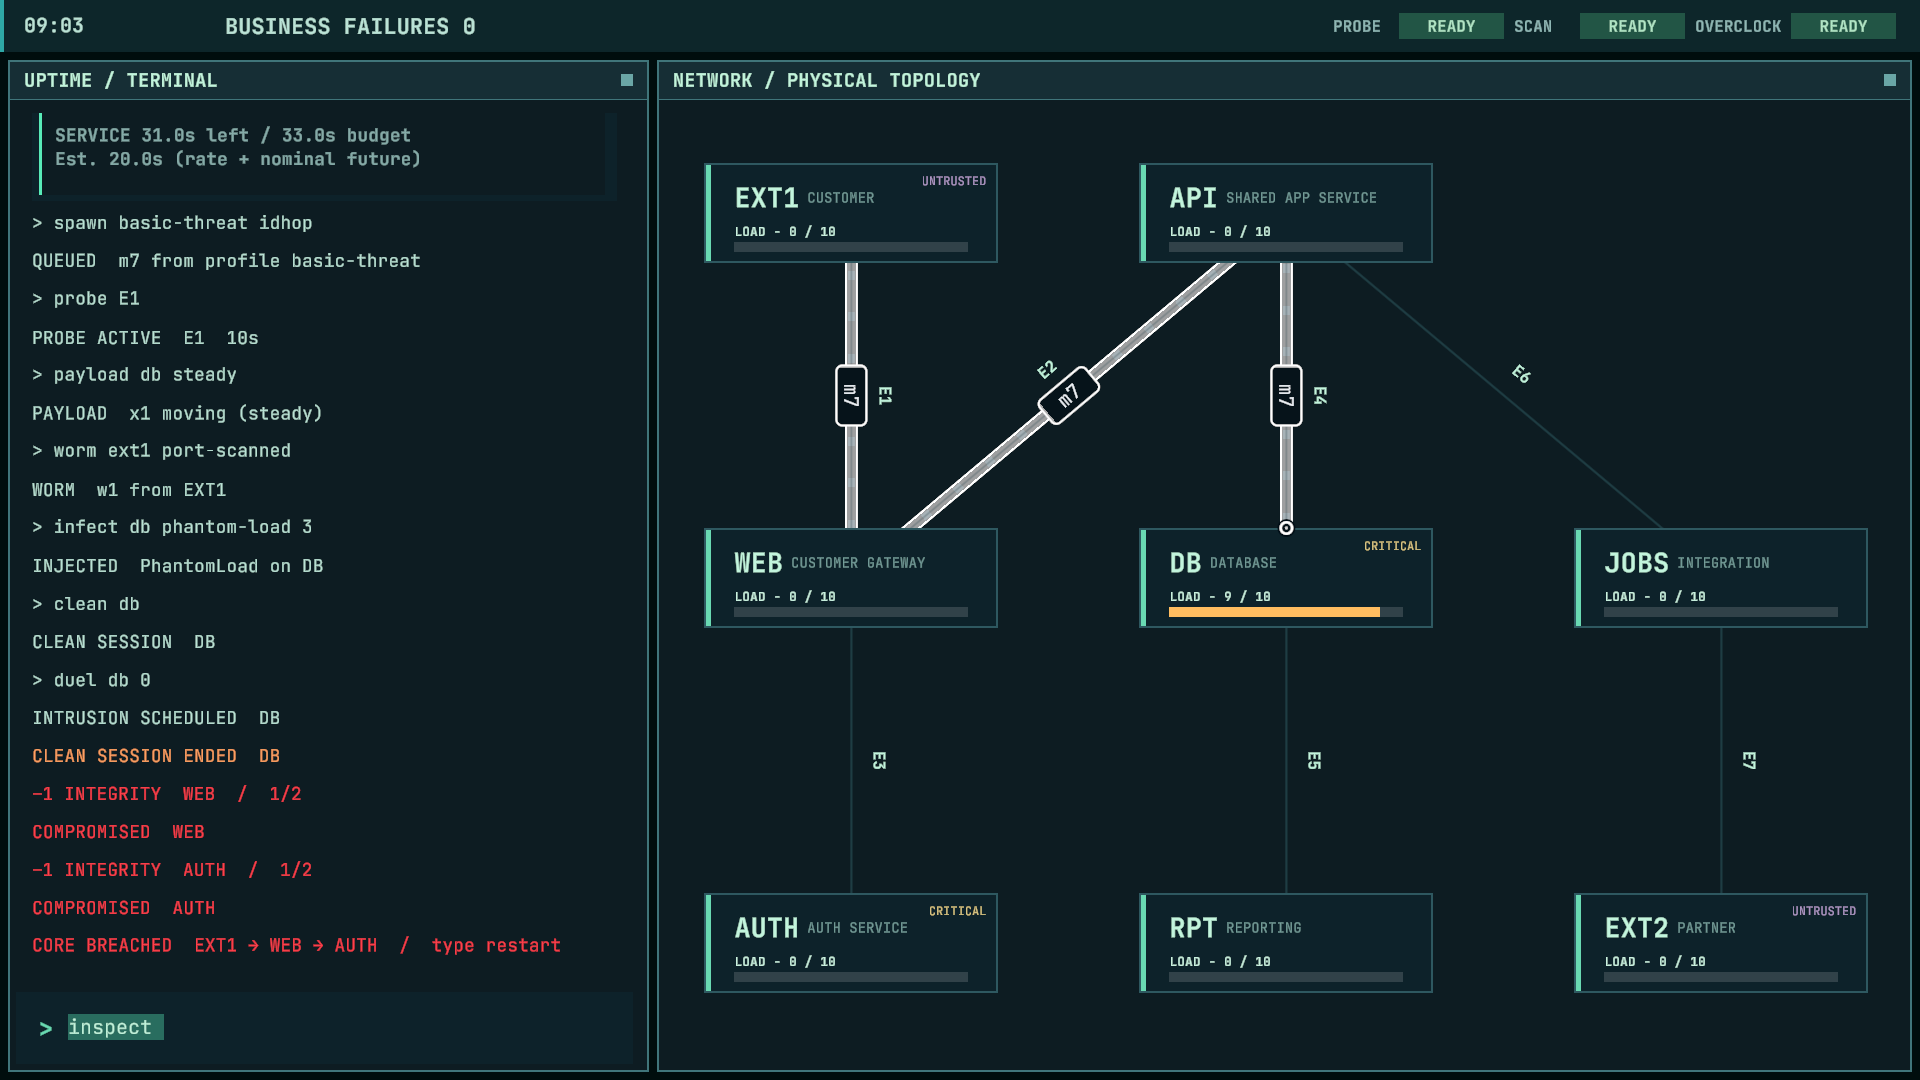 09:03
BUSINESS FAILURES 0
PROBE READY SCAN READY OVERCLOCK READY
UPTIME / TERMINAL
SERVICE 31.0s left / 33.0s budget
Est. 20.0s (rate + nominal future)
> spawn basic-threat idhop
QUEUED m7 from profile basic-threat
> probe E1
PROBE ACTIVE E1 10s
> payload db steady
PAYLOAD x1 moving (steady)
> worm ext1 port-scanned
WORM w1 from EXT1
> infect db phantom-load 3
INJECTED PhantomLoad on DB
> clean db
CLEAN SESSION DB
> duel db 0
INTRUSION SCHEDULED DB
CLEAN SESSION ENDED DB
−1 INTEGRITY WEB / 1/2
COMPROMISED WEB
−1 INTEGRITY AUTH / 1/2
COMPROMISED AUTH
CORE BREACHED EXT1 → WEB → AUTH / type restart
> inspect
NETWORK / PHYSICAL TOPOLOGY
UNTRUSTED
EXT1 CUSTOMER
LOAD - 0 / 10
API SHARED APP SERVICE
LOAD - 0 / 10
m7 E1
E2 m7
m7 E4
E6
WEB CUSTOMER GATEWAY
LOAD - 0 / 10
CRITICAL
DB DATABASE
LOAD - 9 / 10
JOBS INTEGRATION
LOAD - 0 / 10
E3
E5
E7
CRITICAL
AUTH AUTH SERVICE
LOAD - 0 / 10
RPT REPORTING
LOAD - 0 / 10
UNTRUSTED
EXT2 PARTNER
LOAD - 0 / 10